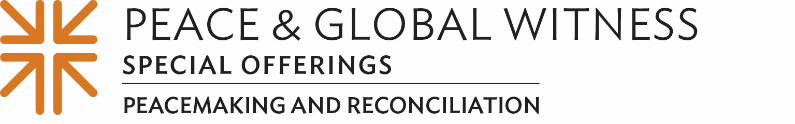 PEACE & GLOBAL WITNESS
SPECIAL OFFERINGS
PEACEMAKING AND RECONCILIATION